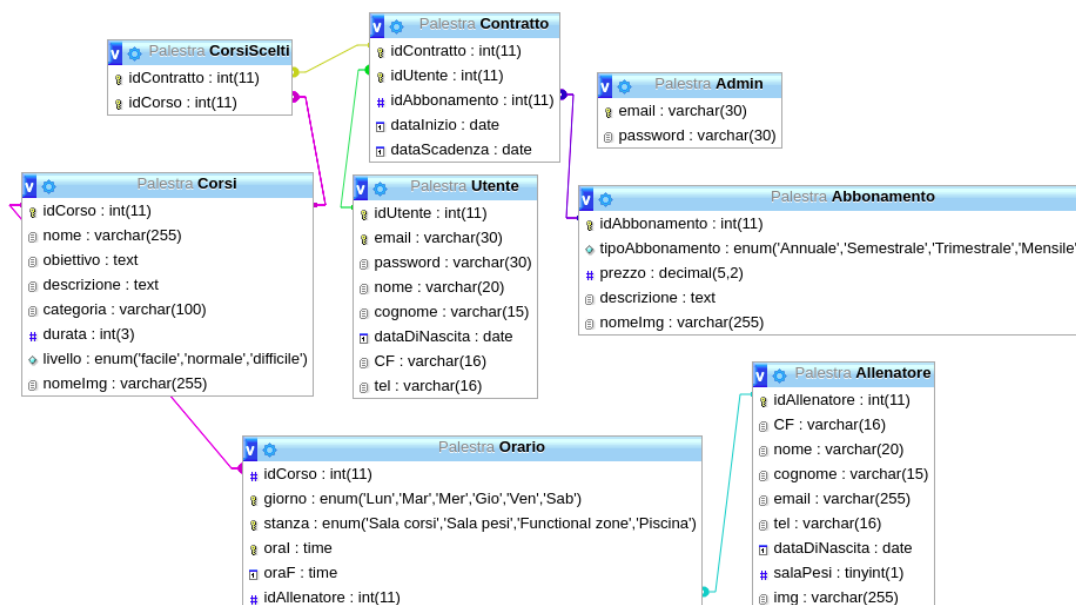 Palestra CorsiScelti
idContratto : int(11)
idCorso : int(11)
Palestra Contratto
idContratto : int(11)
idUtente : int(11)
idAbbonamento : int(11)
dataInizio : date
dataScadenza : date
Palestra Admin
email : varchar(30)
password : varchar(30)
Palestra Corsi
idCorso : int(11)
nome : varchar(255)
obiettivo : text
descrizione : text
categoria : varchar(100)
durata : int(3)
livello : enum('facile','normale','difficile')
nomeImg : varchar(255)
Palestra Utente
idUtente : int(11)
email : varchar(30)
password : varchar(30)
nome : varchar(20)
cognome : varchar(15)
dataDiNascita : date
CF : varchar(16)
tel : varchar(16)
Palestra Abbonamento
idAbbonamento : int(11)
tipoAbbonamento : enum('Annuale','Semestrale','Trimestrale','Mensile'
prezzo : decimal(5,2)
descrizione : text
nomeImg : varchar(255)
Palestra Orario
idCorso : int(11)
giorno : enum('Lun','Mar','Mer','Gio','Ven','Sab')
stanza : enum('Sala corsi','Sala pesi','Functional zone','Piscina')
oraI : time
oraF : time
idAllenatore : int(11)
Palestra Allenatore
idAllenatore : int(11)
CF : varchar(16)
nome : varchar(20)
cognome : varchar(15)
email : varchar(255)
tel : varchar(16)
dataDiNascita : date
salaPesi : tinyint(1)
img : varchar(255)